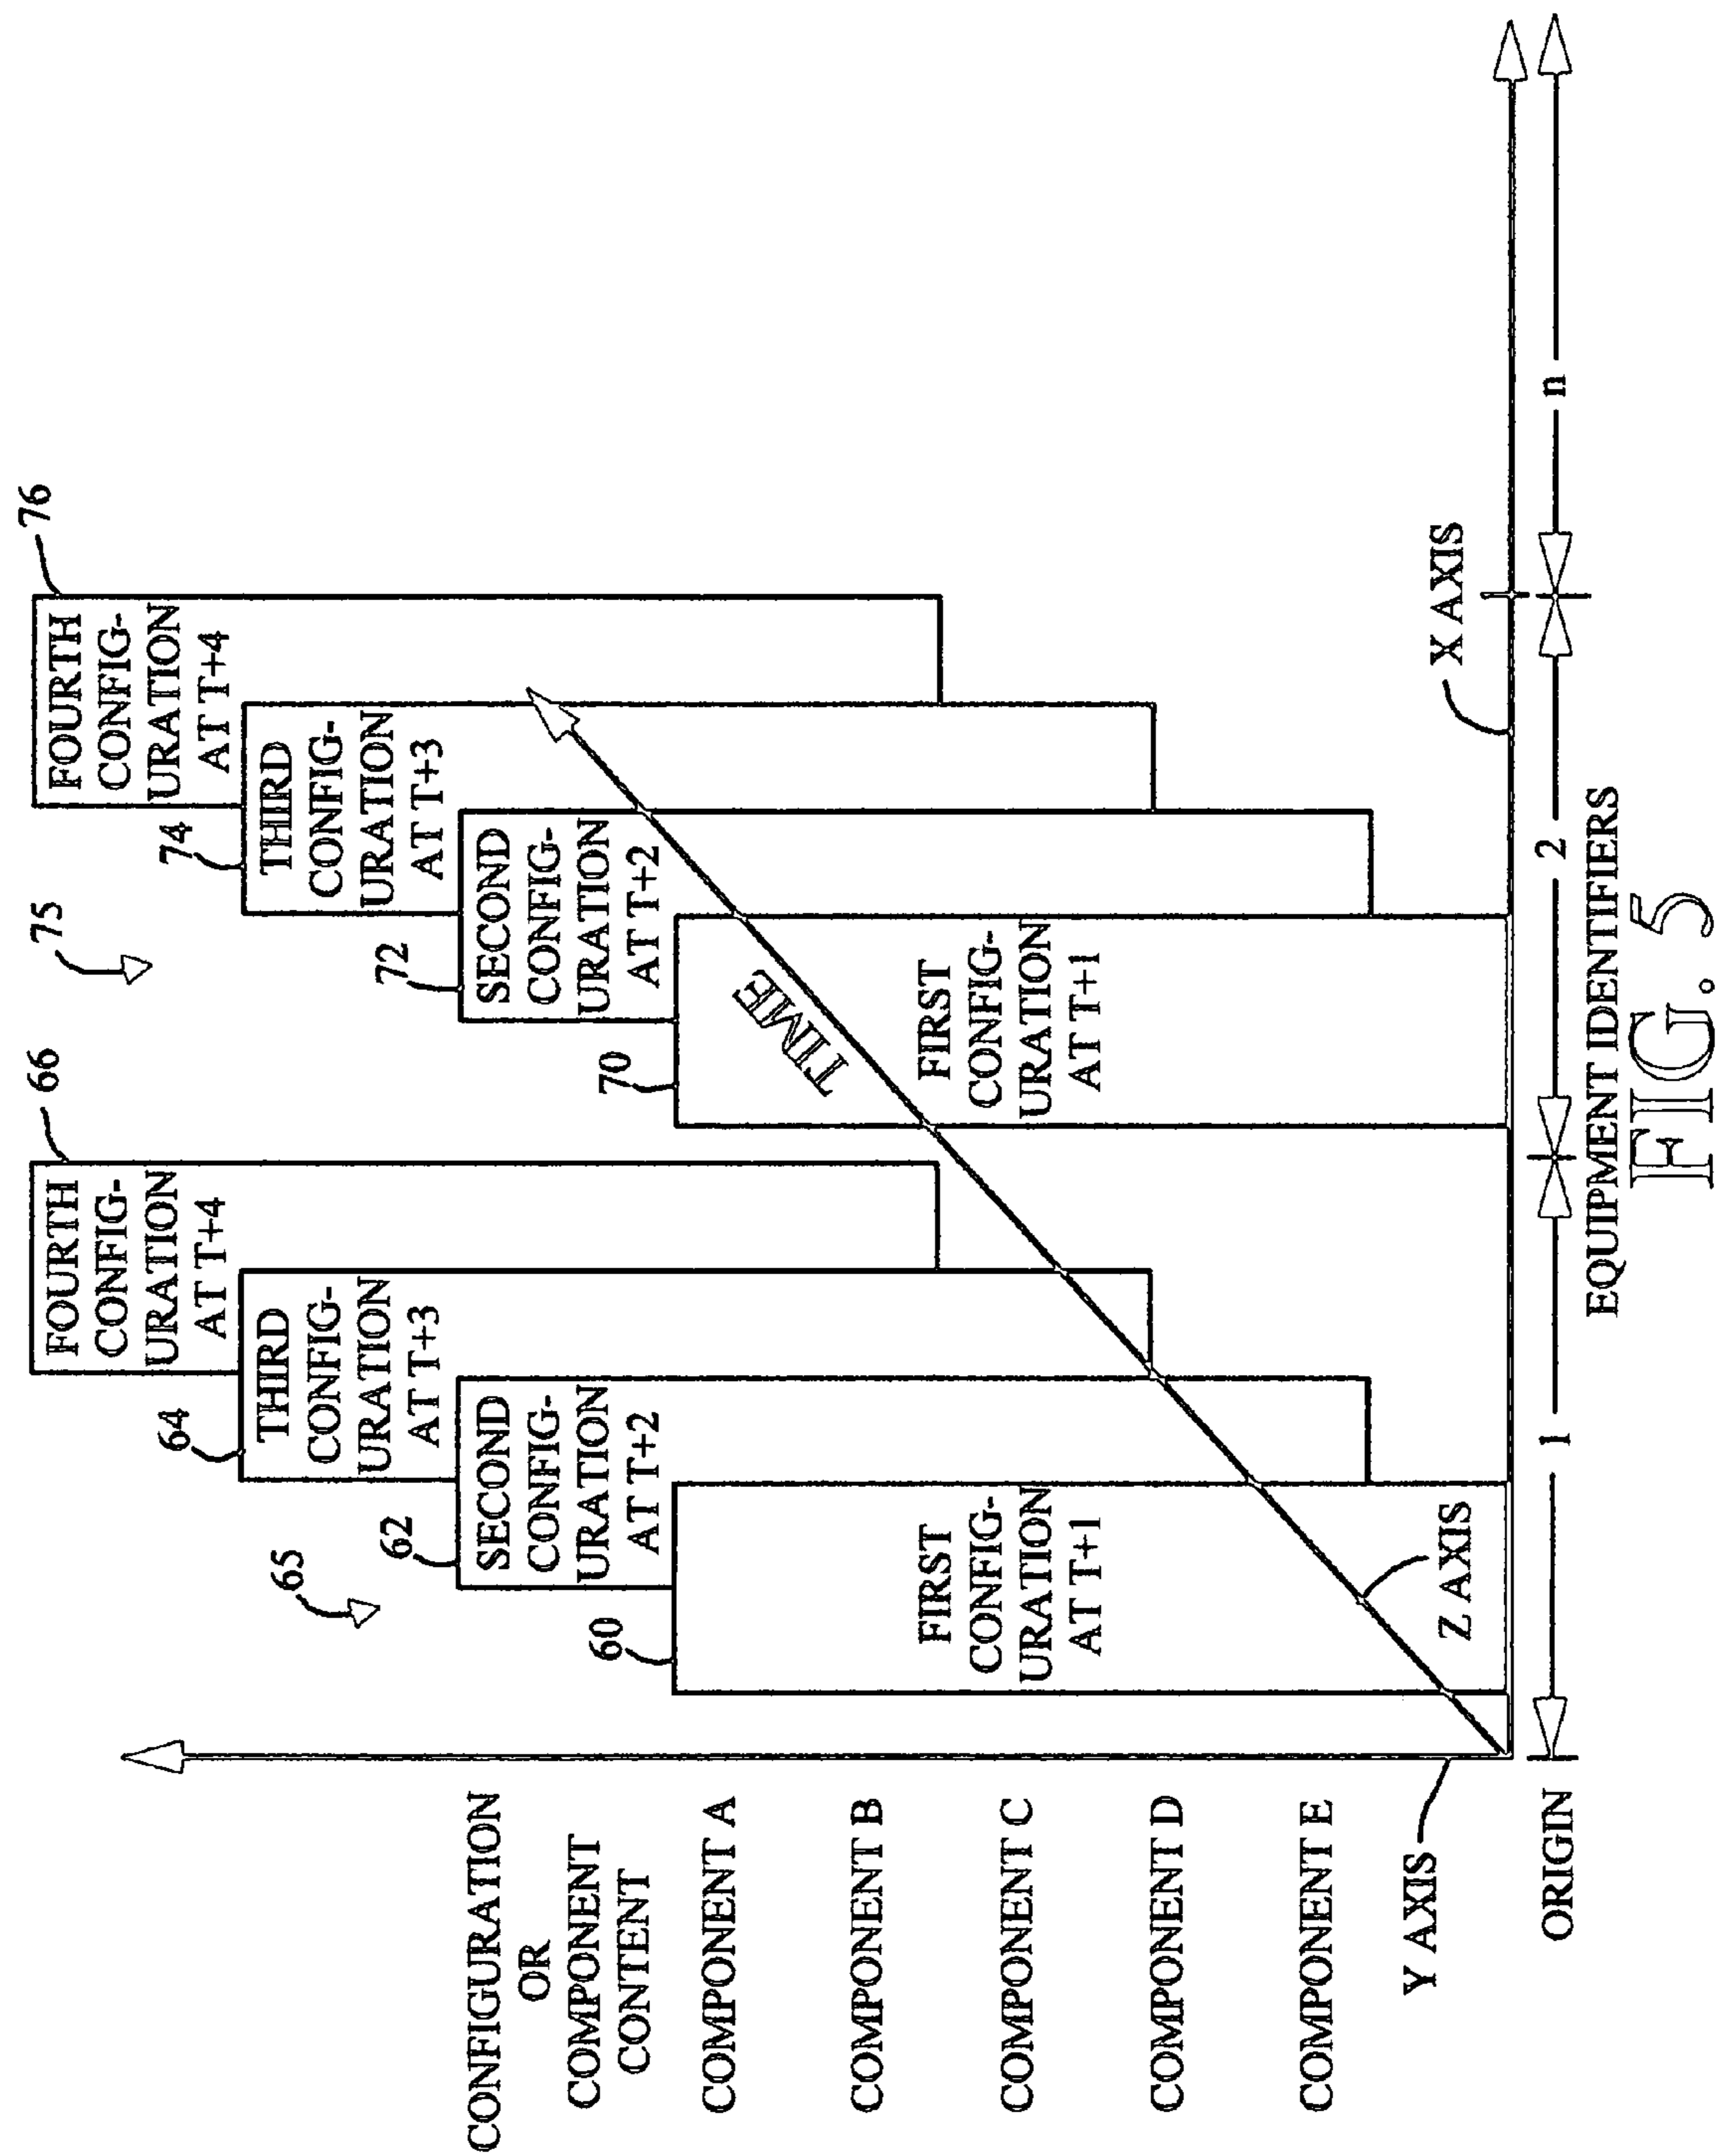 CONFIGURATION
OR
COMPONENT
CONTENT
COMPONENT A
COMPONENT B
COMPONENT C
COMPONENT D
COMPONENT E
Y AXIS
ORIGIN
65
60
FIRST
CONFIG-
URATION
AT T+1
62
SECOND
CONFIG-
URATION
AT T+2
64
THIRD
CONFIG-
URATION
AT T+3
66
FOURTH
CONFIG-
URATION
AT T+4
Z AXIS
TIME
75
70
FIRST
CONFIG-
URATION
AT T+1
72
SECOND
CONFIG-
URATION
AT T+2
74
THIRD
CONFIG-
URATION
AT T+3
76
FOURTH
CONFIG-
URATION
AT T+4
X AXIS
1
2
n
EQUIPMENT IDENTIFIERS
FIG. 5